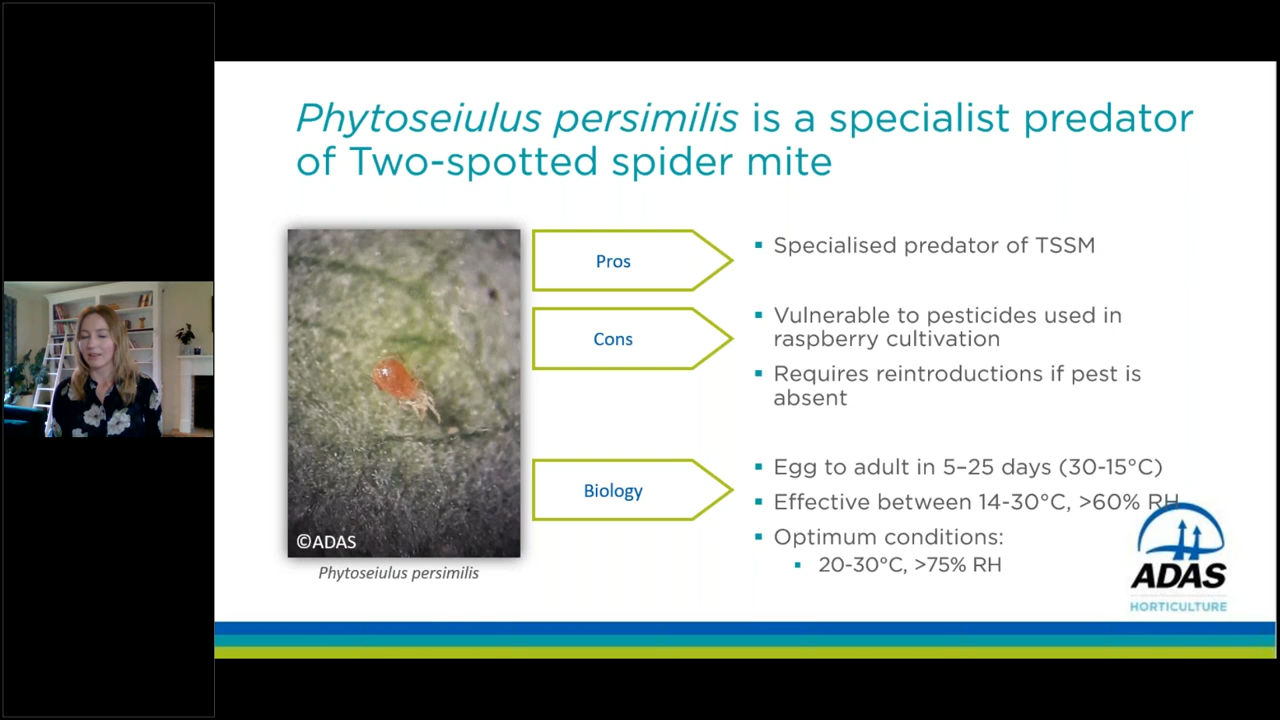 Phytoseiulus persimilis is a specialist predator
of Two-spotted spider mite
Pros
Specialised predator of TSSM
Cons
Vulnerable to pesticides used in
raspberry cultivation
Requires reintroductions if pest is
absent
Biology
Egg to adult in 5–25 days (30-15°C)
Effective between 14-30°C, >60% RH
Optimum conditions:
20-30°C, >75% RH
©ADAS
Phytoseiulus persimilis
ADAS
HORTICULTURE